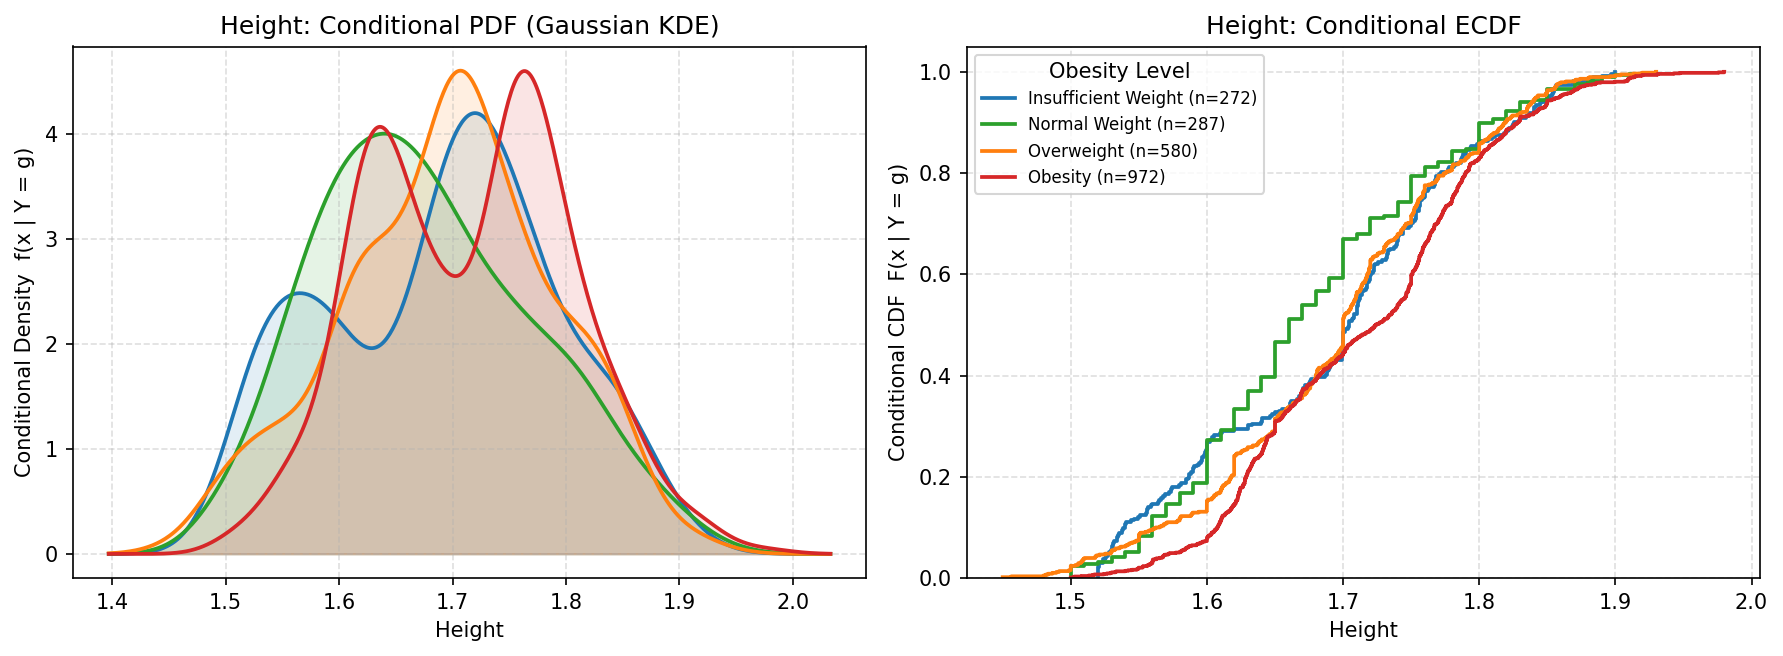 Height: Conditional PDF (Gaussian KDE)
Conditional Density f(x | Y = g)
4
3
2
1
0
1.4 1.5 1.6 1.7 1.8 1.9 2.0
Height
Height: Conditional ECDF
Conditional CDF F(x | Y = g)
1.0
0.8
0.6
0.4
0.2
0.0
Obesity Level
Insufficient Weight (n=272)
Normal Weight (n=287)
Overweight (n=580)
Obesity (n=972)
1.5 1.6 1.7 1.8 1.9 2.0
Height